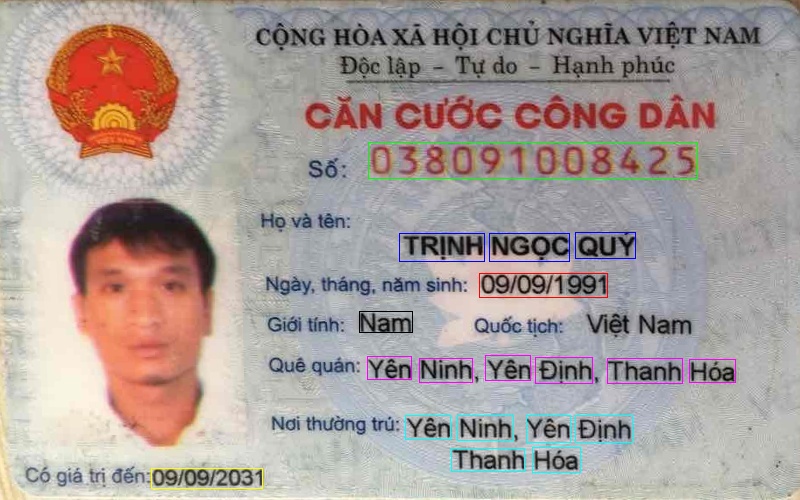 CỘNG HÒA XÃ HỘI CHỦ NGHĨA VIỆT NAM
Độc lập - Tự do - Hạnh phúc
CĂN CƯỚC CÔNG DÂN
Số: 038091008425
Họ và tên:
TRỊNH NGỌC QUÝ
Ngày, tháng, năm sinh: 09/09/1991
Giới tính: Nam Quốc tịch: Việt Nam
Quê quán: Yên Ninh, Yên Định, Thanh Hóa
Nơi thường trú: Yên Ninh, Yên Định
Thanh Hóa
Có giá trị đến: 09/09/2031